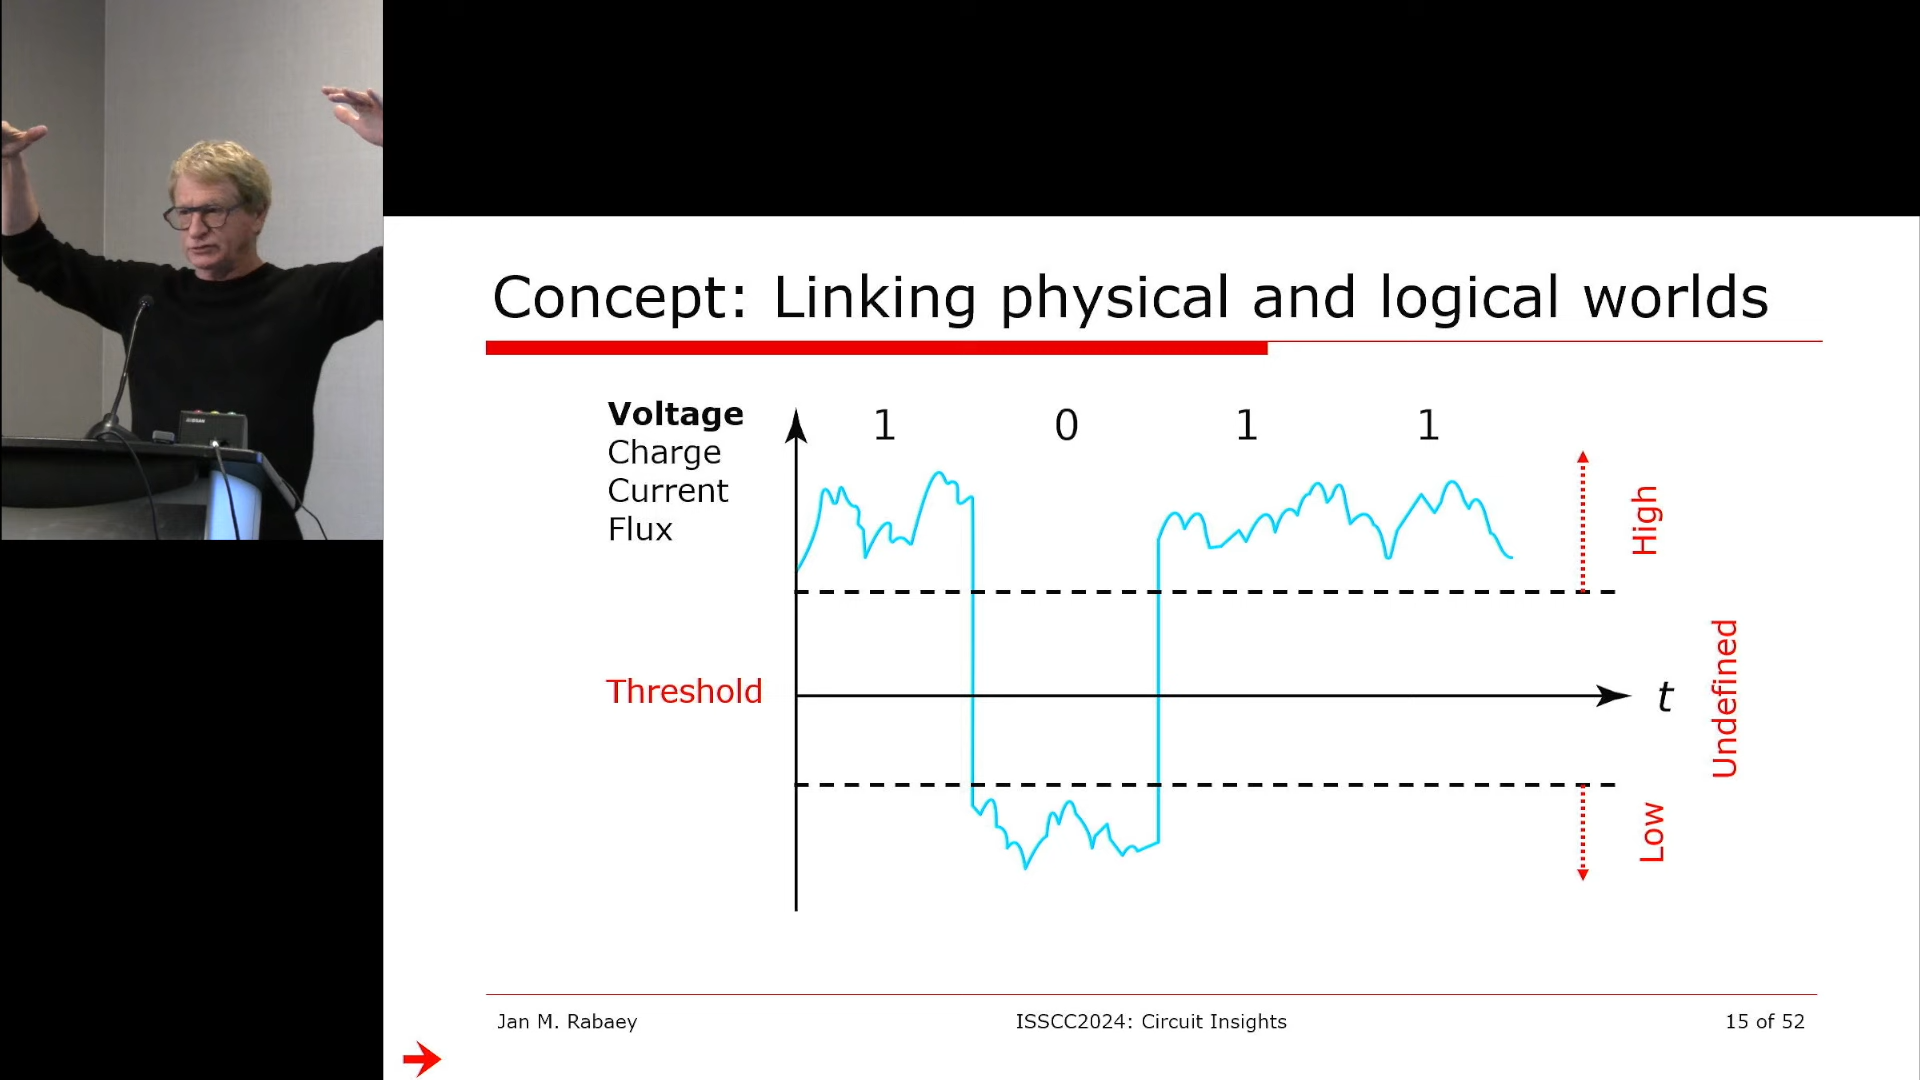 Concept: Linking physical and logical worlds
Voltage
Charge
Current
Flux
1 0 1 1
High
Threshold
t
Undefined
Low
Jan M. Rabaey
ISSCC2024: Circuit Insights
15 of 52